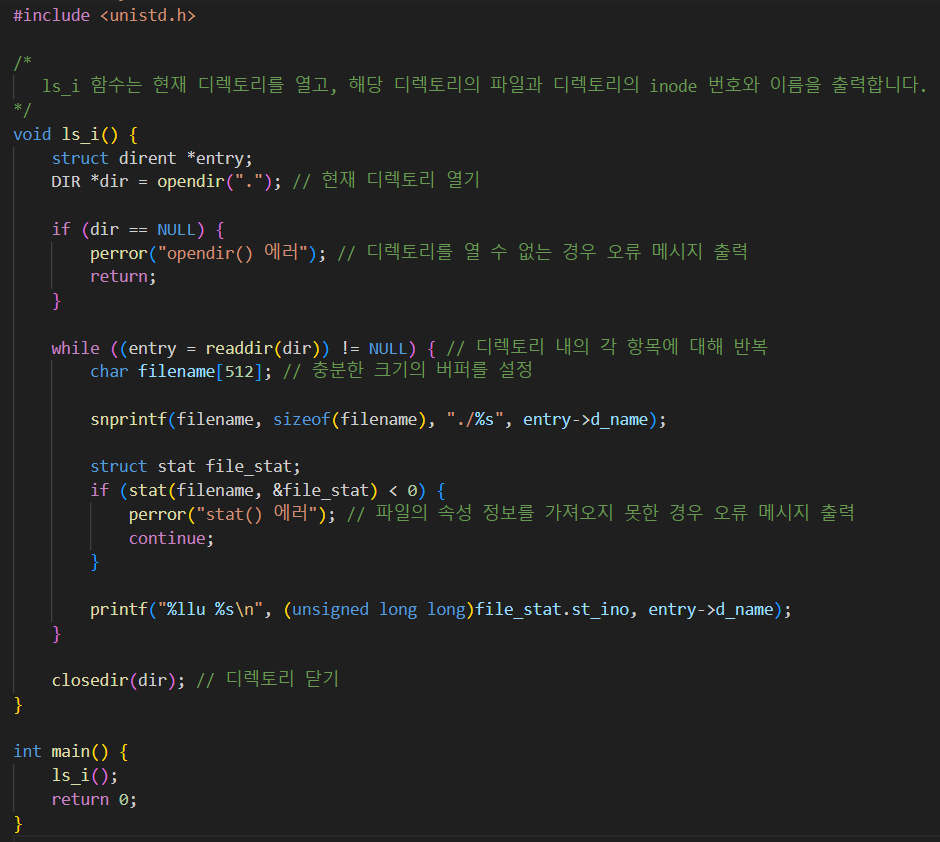 #include <unistd.h>
/*
ls_i 함수는 현재 디렉토리를 열고, 해당 디렉토리의 파일과 디렉토리의 inode 번호와 이름을 출력합니다.
*/
void ls_i() {
struct dirent *entry;
DIR *dir = opendir("."); // 현재 디렉토리 열기
if (dir == NULL) {
perror("opendir() 에러"); // 디렉토리를 열 수 없는 경우 오류 메시지 출력
return;
}
while ((entry = readdir(dir)) != NULL) { // 디렉토리 내의 각 항목에 대해 반복
char filename[512]; // 충분한 크기의 버퍼를 설정
snprintf(filename, sizeof(filename), "./%s", entry->d_name);
struct stat file_stat;
if (stat(filename, &file_stat) < 0) {
perror("stat() 에러"); // 파일의 속성 정보를 가져오지 못한 경우 오류 메시지 출력
continue;
}
printf("%llu %s\n", (unsigned long long)file_stat.st_ino, entry->d_name);
}
closedir(dir); // 디렉토리 닫기
}
int main() {
ls_i();
return 0;
}